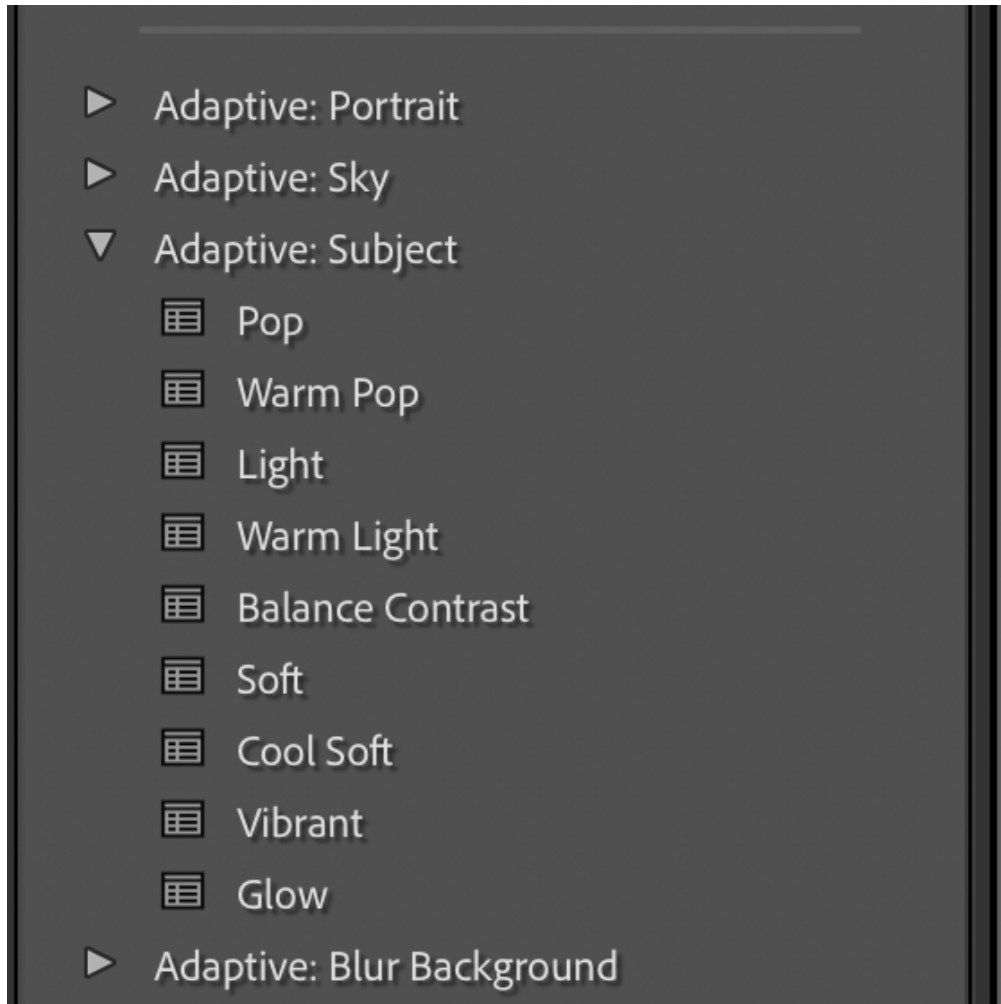 Adaptive: Portrait
Adaptive: Sky
Adaptive: Subject
Pop
Warm Pop
Light
Warm Light
Balance Contrast
Soft
Cool Soft
Vibrant
Glow
Adaptive: Blur Background